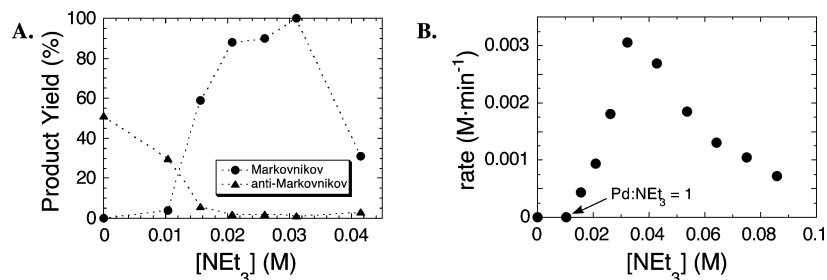 A.
Product Yield (%)
100
80
60
40
20
0
Markovnikov
anti-Markovnikov
0 0.01 0.02 0.03 0.04
[NEt3] (M)
B.
rate (M·min-1)
0.003
0.002
0.001
0
Pd:NEt3 = 1
0 0.02 0.04 0.06 0.08 0.1
[NEt3] (M)